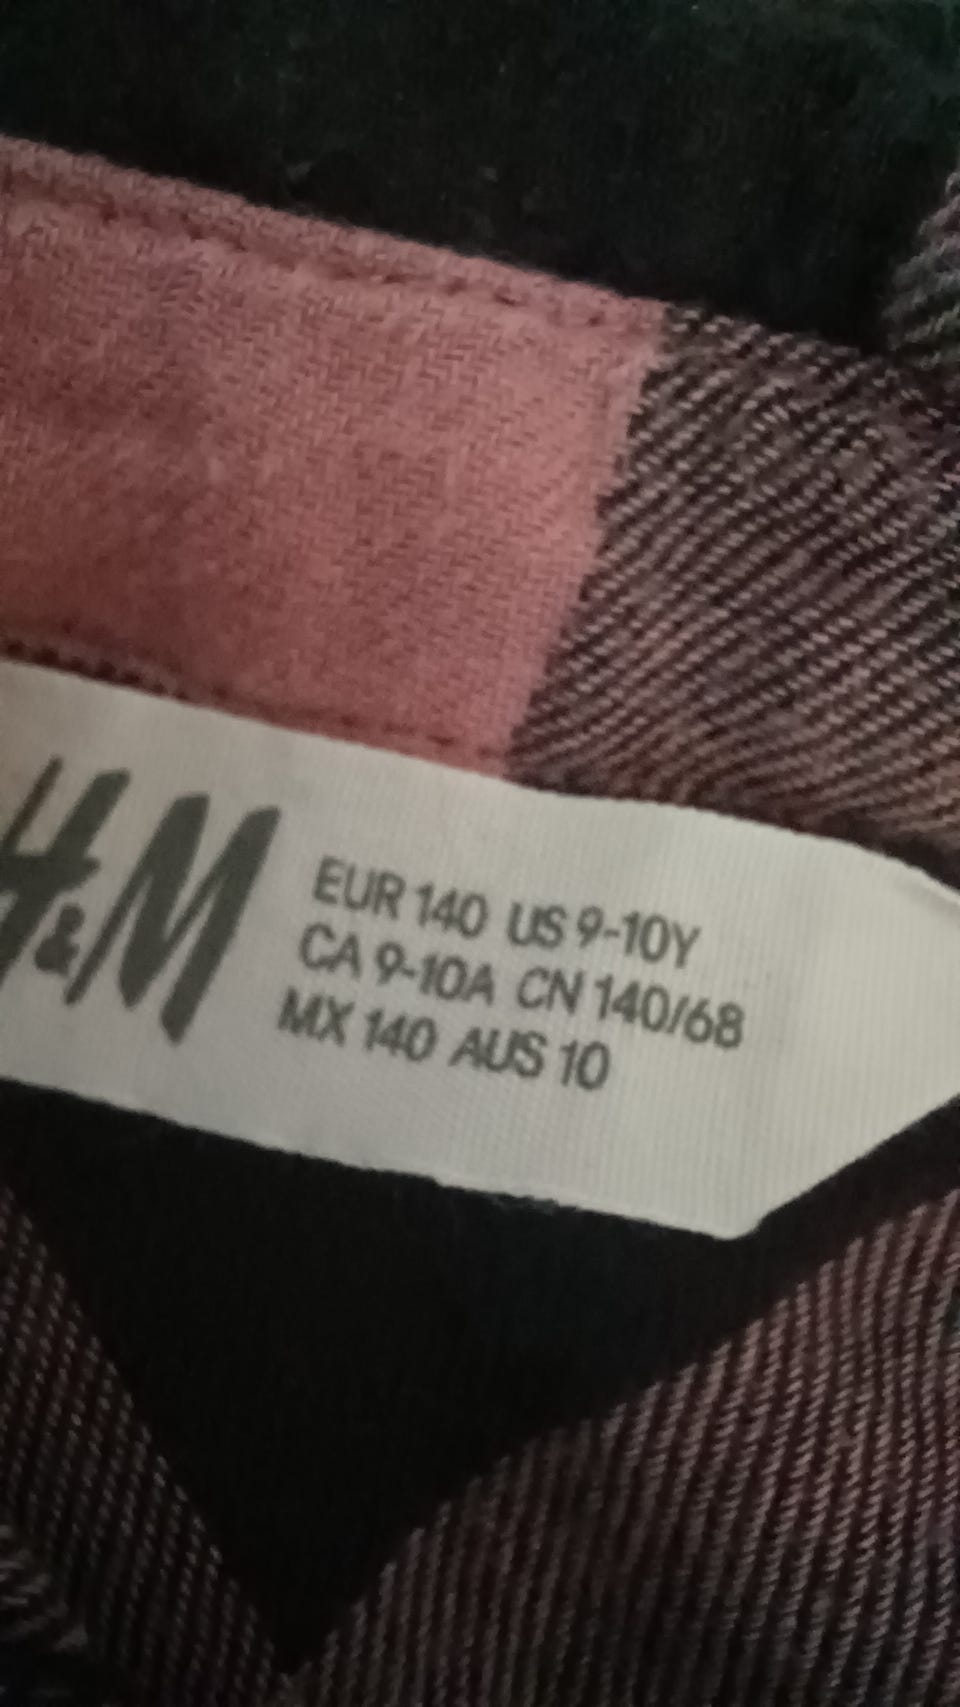 H&M
EUR 140 US 9-10Y
CA 9-10A CN 140/68
MX 140 AUS 10